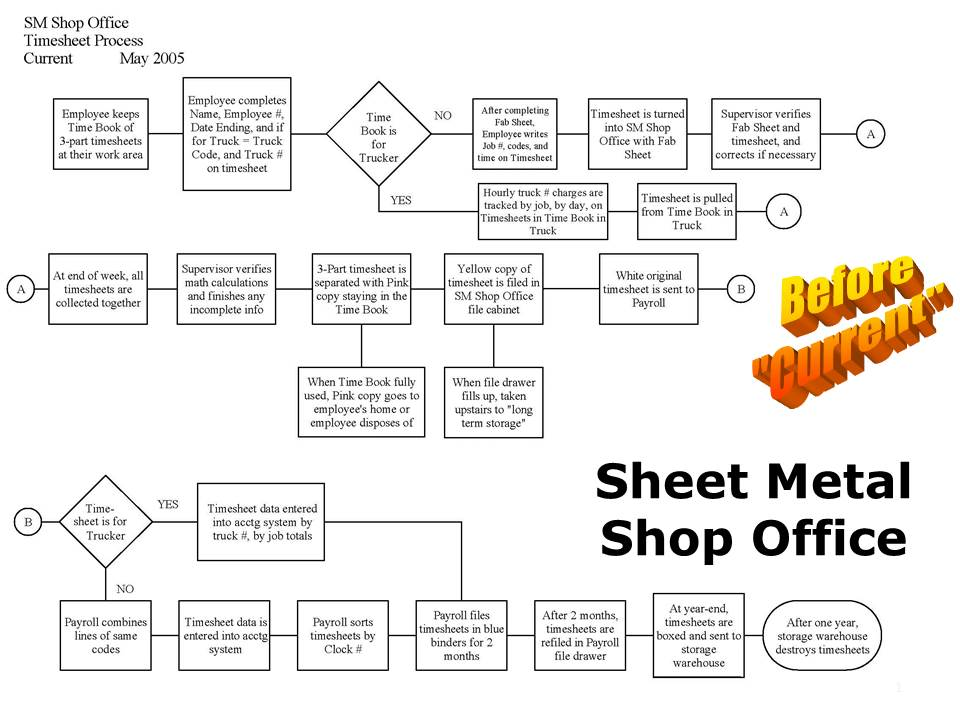 SM Shop Office
Timesheet Process
Current May 2005
Employee keeps
Time Book of
3-part timesheets
at their work area
Employee completes
Name, Employee #,
Date Ending, and if
for Truck = Truck
Code, and Truck #
on timesheet
Time
Book is
for
Trucker
NO
After completing
Fab Sheet,
Employee writes
Job #, codes, and
time on Timesheet
Timesheet is turned
into SM Shop
Office with Fab
Sheet
Supervisor verifies
Fab Sheet and
timesheet, and
corrects if necessary
A
YES
Hourly truck # charges are
tracked by job, by day, on
Timesheets in Time Book in
Truck
Timesheet is pulled
from Time Book in
Truck
A
A
At end of week, all
timesheets are
collected together
Supervisor verifies
math calculations
and finishes any
incomplete info
3-Part timesheet is
separated with Pink
copy staying in the
Time Book
Yellow copy of
timesheet is filed in
SM Shop Office
file cabinet
White original
timesheet is sent to
Payroll
B
Before
"Current"
When Time Book fully
used, Pink copy goes to
employee's home or
employee disposes of
When file drawer
fills up, taken
upstairs to "long
term storage"
Sheet Metal
Shop Office
B
Time-
sheet is for
Trucker
YES
Timesheet data entered
into acctg system by
truck #, by job totals
NO
Payroll combines
lines of same
codes
Timesheet data is
entered into acctg
system
Payroll sorts
timesheets by
Clock #
Payroll files
timesheets in blue
binders for 2
months
After 2 months,
timesheets are
refiled in Payroll
file drawer
At year-end,
timesheets are
boxed and sent to
storage
warehouse
After one year,
storage warehouse
destroys timesheets
1